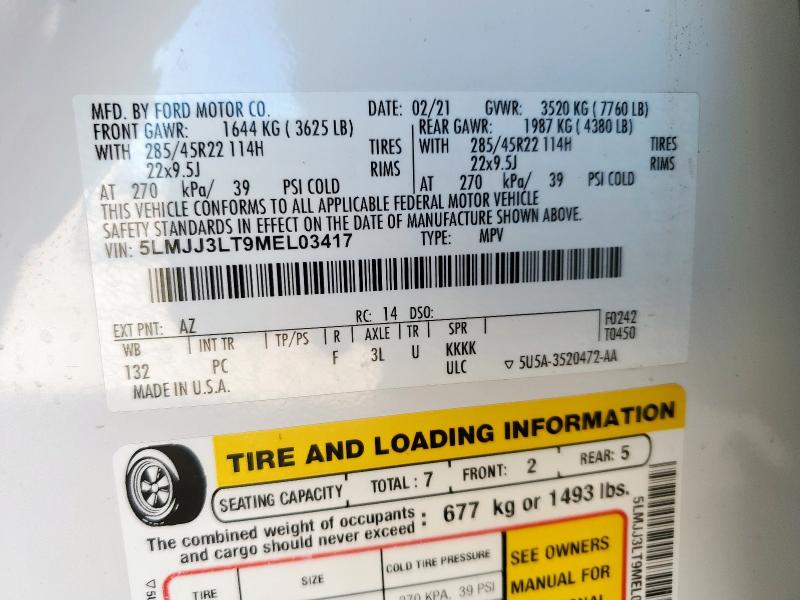 MFD. BY FORD MOTOR CO. DATE: 02/21 GVWR: 3520 KG ( 7760 LB)
FRONT GAWR: 1644 KG ( 3625 LB) REAR GAWR: 1987 KG ( 4380 LB)
WITH 285/45R22 114H TIRES WITH 285/45R22 114H TIRES
22x9.5J RIMS 22x9.5J RIMS
AT 270 kPa/ 39 PSI COLD AT 270 kPa/ 39 PSI COLD
THIS VEHICLE CONFORMS TO ALL APPLICABLE FEDERAL MOTOR VEHICLE
SAFETY STANDARDS IN EFFECT ON THE DATE OF MANUFACTURE SHOWN ABOVE.
VIN: 5LMJJ3LT9MEL03417 TYPE: MPV
EXT PNT: AZ RC: 14 DSO: F0242
WB INT TR TP/PS R AXLE TR SPR T0450
132 PC F 3L U KKKK
ULC ▽ 5U5A-3520472-AA
MADE IN U.S.A.
TIRE AND LOADING INFORMATION
SEATING CAPACITY TOTAL : 7 FRONT: 2 REAR: 5
The combined weight of occupants
and cargo should never exceed : 677 kg or 1493 lbs.
TIRE SIZE COLD TIRE PRESSURE
270 KPA, 39 PSI
SEE OWNERS
MANUAL FOR
5LMJJ3LT9MEL0